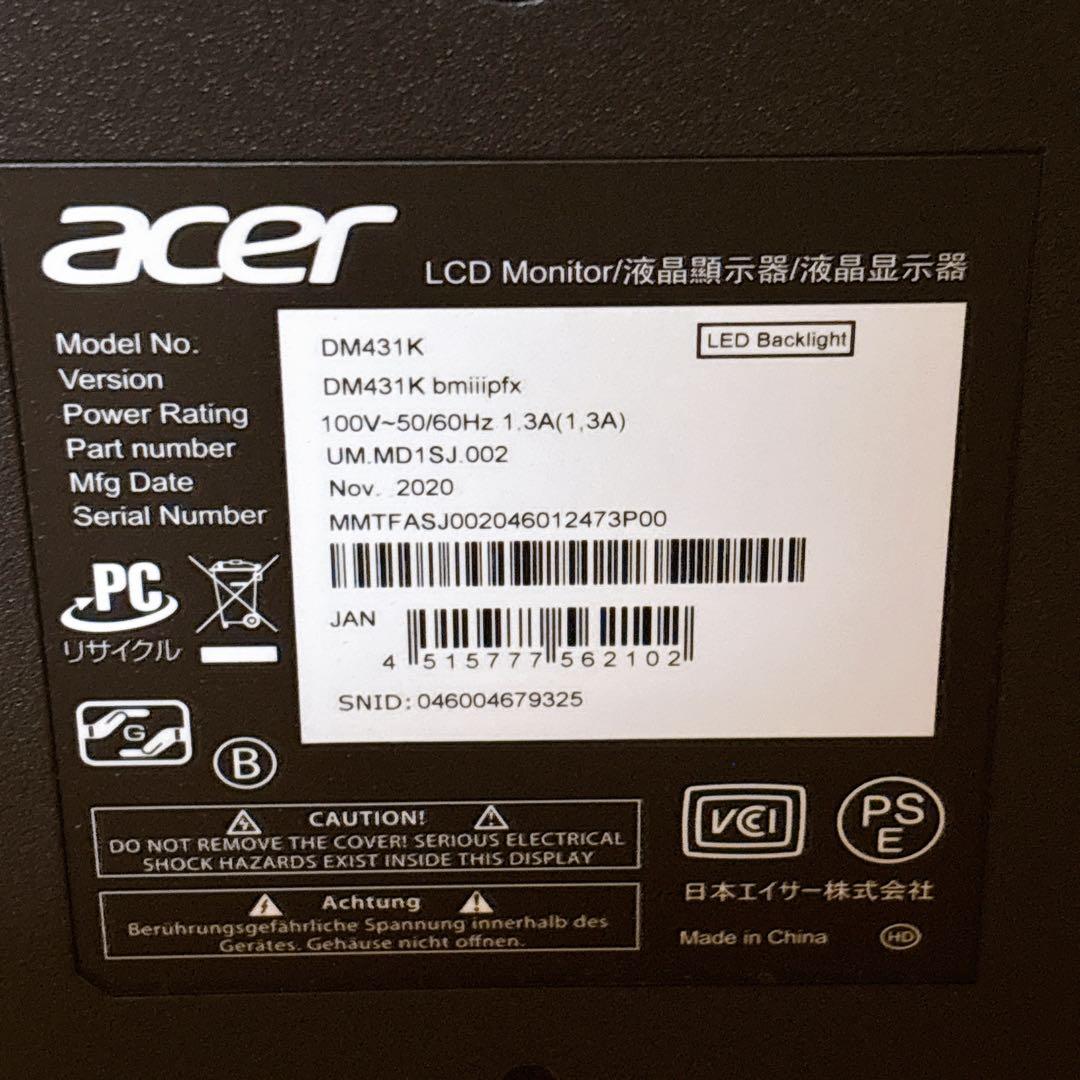 acer
LCD Monitor/液晶顯示器/液晶显示器
Model No. DM431K
LED Backlight
Version DM431K bmiiipfx
Power Rating 100V~50/60Hz 1.3A(1,3A)
Part number UM.MD1SJ.002
Mfg Date Nov. 2020
Serial Number MMTFASJ002046012473P00
PC
リサイクル
JAN
4 515777 562102
SNID: 046004679325
G
B
CAUTION!
DO NOT REMOVE THE COVER! SERIOUS ELECTRICAL
SHOCK HAZARDS EXIST INSIDE THIS DISPLAY
Achtung
Berührungsgefährliche Spannung innerhalb des
Gerätes. Gehäuse nicht öffnen.
VCI
PS
E
日本エイサー株式会社
Made in China
HD